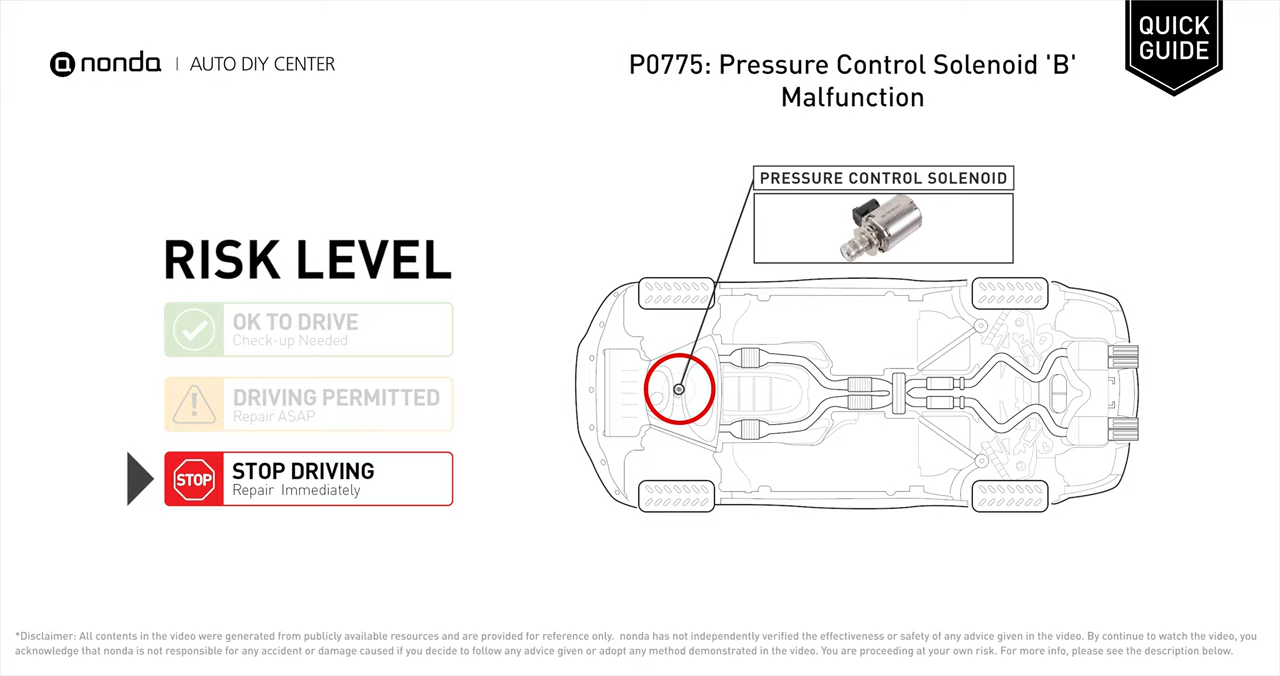 nonda | AUTO DIY CENTER
P0775: Pressure Control Solenoid 'B'
Malfunction
QUICK
GUIDE
PRESSURE CONTROL SOLENOID
RISK LEVEL
OK TO DRIVE
Check-up Needed
DRIVING PERMITTED
Repair ASAP
STOP
STOP DRIVING
Repair Immediately
*Disclaimer: All contents in the video were generated from publicly available resources and are provided for reference only. nonda has not independently verified the effectiveness or safety of any advice given in the video. By continue to watch the video, you
acknowledge that nonda is not responsible for any accident or damage caused if you decide to follow any advice given or adopt any method demonstrated in the video. You are proceeding at your own risk. For more info, please see the description below.